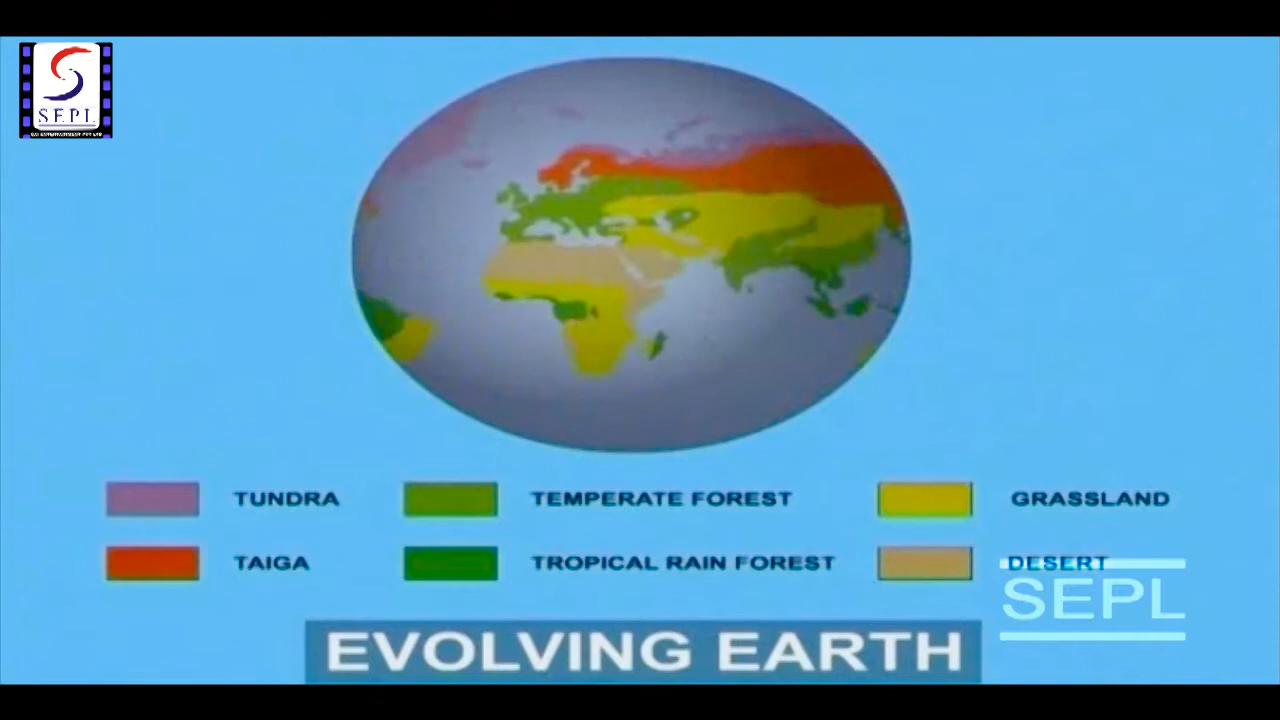 SEPL
TUNDRA
TEMPERATE FOREST
GRASSLAND
TAIGA
TROPICAL RAIN FOREST
DESERT
SEPL
EVOLVING EARTH